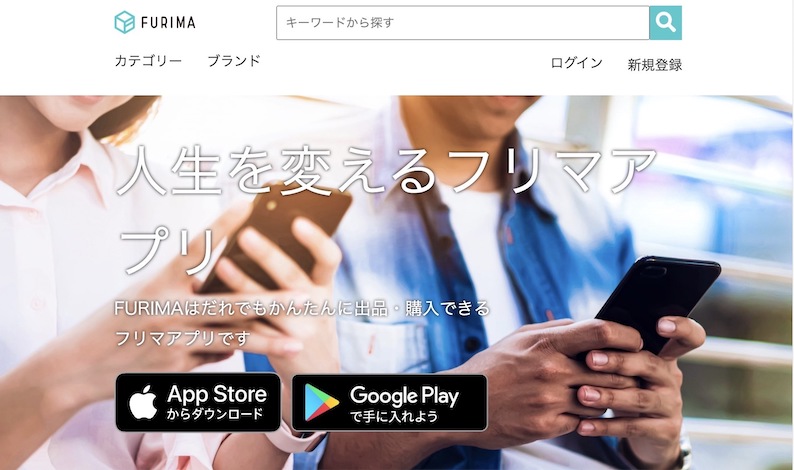 FURIMA
キーワードから探す
カテゴリー ブランド
ログイン 新規登録
人生を変えるフリマア
プリ
FURIMAはだれでもかんたんに出品・購入できる
フリマアプリです
App Store
からダウンロード
Google Play
で手に入れよう